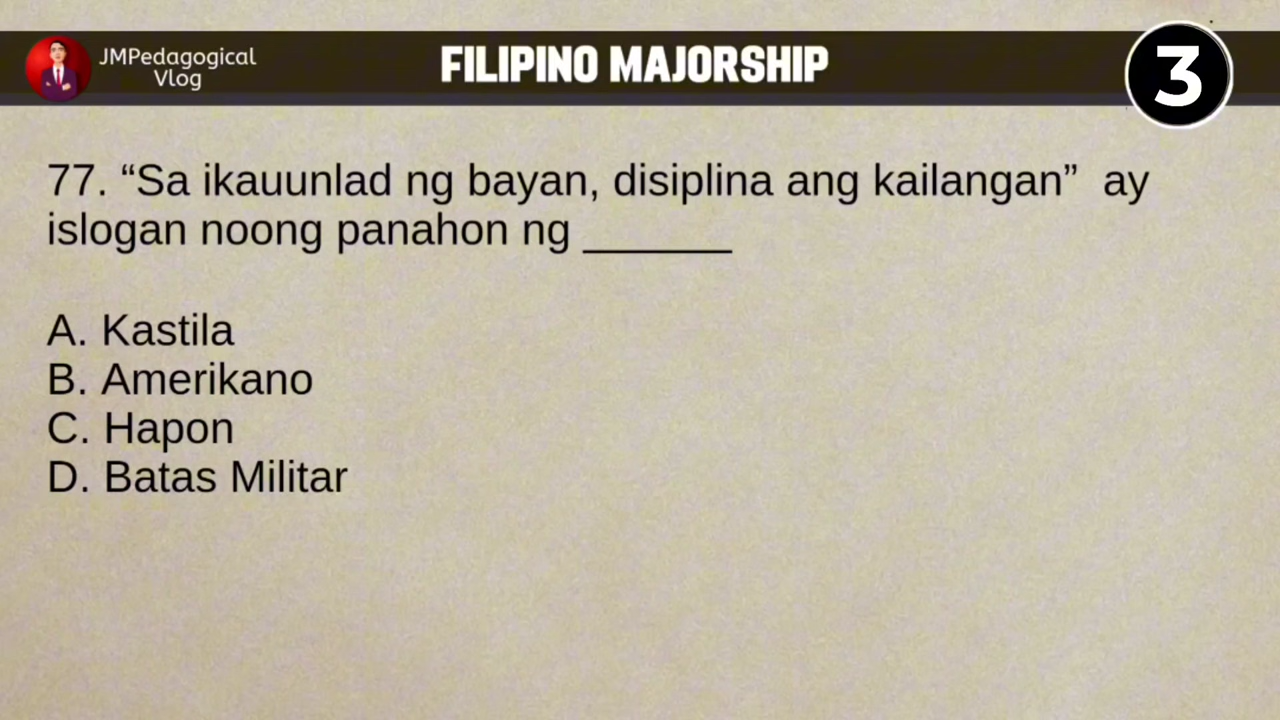 JMPedagogical
Vlog
FILIPINO MAJORSHIP
3
77. “Sa ikauunlad ng bayan, disiplina ang kailangan” ay
islogan noong panahon ng ______
A. Kastila
B. Amerikano
C. Hapon
D. Batas Militar